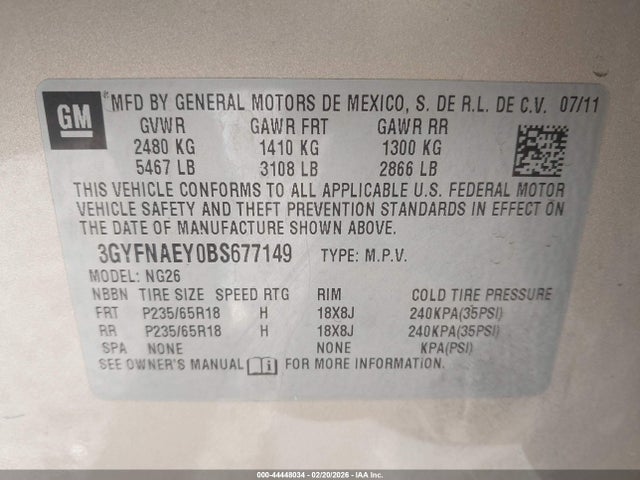 GM
MFD BY GENERAL MOTORS DE MEXICO, S. DE R.L. DE C.V. 07/11
GVWR GAWR FRT GAWR RR
2480 KG 1410 KG 1300 KG
5467 LB 3108 LB 2866 LB
THIS VEHICLE CONFORMS TO ALL APPLICABLE U.S. FEDERAL MOTOR
VEHICLE SAFETY AND THEFT PREVENTION STANDARDS IN EFFECT ON
THE DATE OF MANUFACTURE SHOWN ABOVE.
3GYFNAEY0BS677149 TYPE: M.P.V.
MODEL: NG26
NBBN TIRE SIZE SPEED RTG RIM COLD TIRE PRESSURE
FRT P235/65R18 H 18X8J 240KPA(35PSI)
RR P235/65R18 H 18X8J 240KPA(35PSI)
SPA NONE NONE KPA(PSI)
SEE OWNER'S MANUAL FOR MORE INFORMATION.
000-44448034 - 02/20/2026 - IAA Inc.